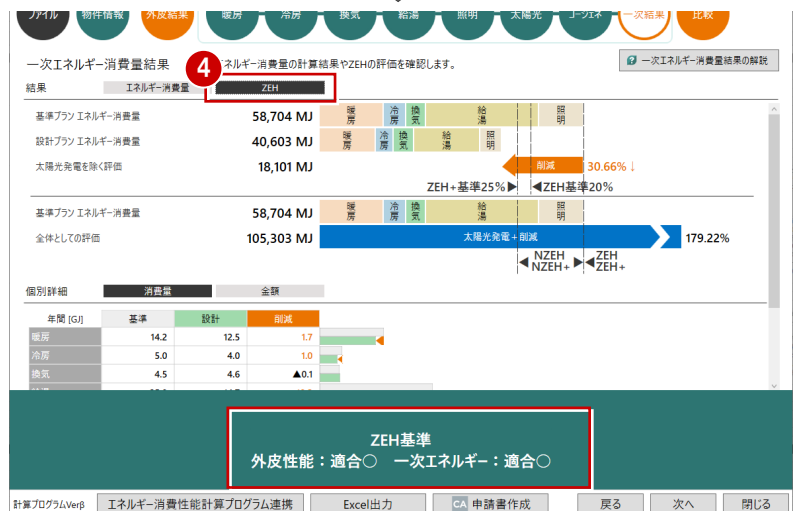 ファイル 物件情報 外皮結果 暖房 冷房 換気 給湯 照明 太陽光 コージェネ 一次結果 比較
一次エネルギー消費量結果 4 ネルギー消費量の計算結果やZEHの評価を確認します。 ? 一次エネルギー消費量結果の解説
結果 エネルギー消費量 ZEH
基準プラン エネルギー消費量 58,704 MJ 暖房 冷房 換気 給湯 照明
設計プラン エネルギー消費量 40,603 MJ 暖房 冷房 換気 給湯 照明
太陽光発電を除く評価 18,101 MJ 削減 30.66%↓
ZEH+基準25%▶ ◀ZEH基準20%
基準プラン エネルギー消費量 58,704 MJ 暖房 冷房 換気 給湯 照明
全体としての評価 105,303 MJ 太陽光発電+削減 179.22%
◀ NZEH ▶◀ZEH
NZEH+ ZEH+
個別詳細 消費量 金額
年間 [GJ] 基準 設計 削減
暖房 14.2 12.5 1.7
冷房 5.0 4.0 1.0
換気 4.5 4.6 ▲0.1
ZEH基準
外皮性能：適合○ 一次エネルギー：適合○
計算プログラムVerβ エネルギー消費性能計算プログラム連携 Excel出力 CA 申請書作成 戻る 次へ 閉じる